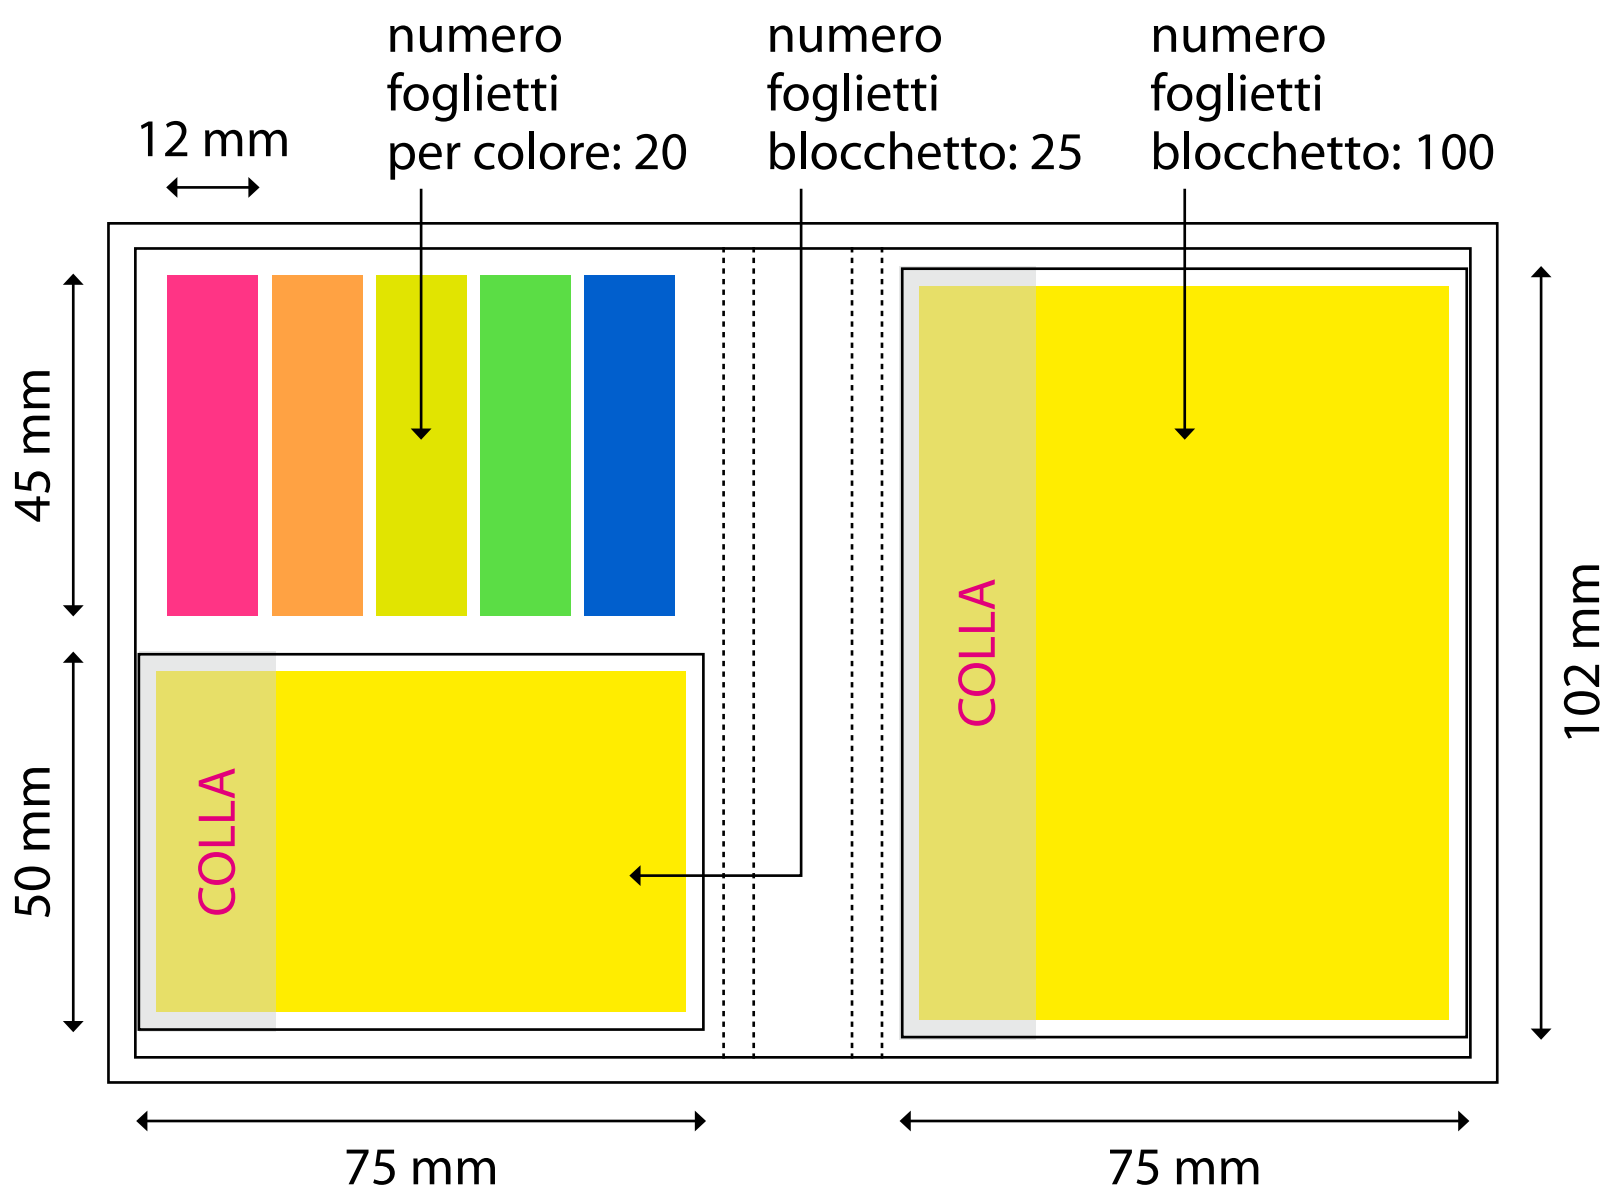 12 mm
numero
foglietti
per colore: 20
numero
foglietti
blocchetto: 25
numero
foglietti
blocchetto: 100
45 mm
50 mm
COLLA
COLLA
102 mm
75 mm
75 mm